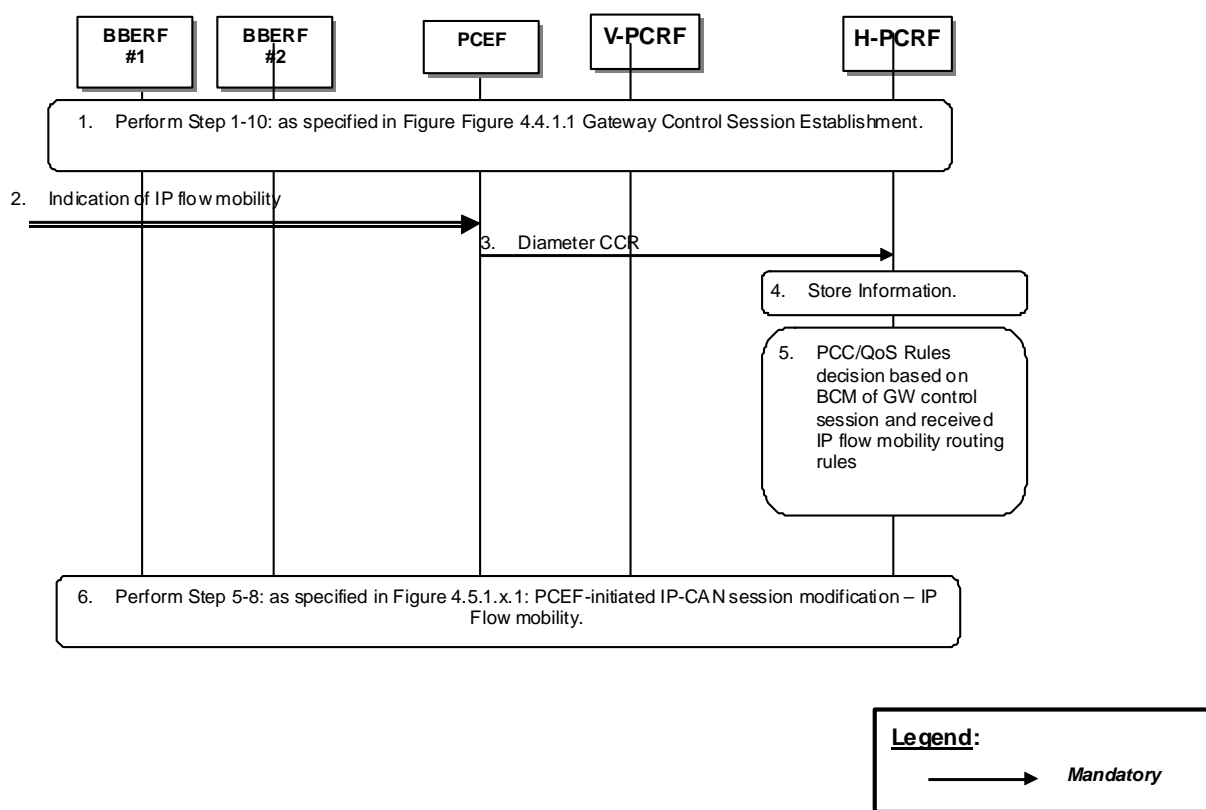 BBERF
#1
BBERF
#2
PCEF
V-PCRF
H-PCRF
1. Perform Step 1-10: as specified in Figure Figure 4.4.1.1 Gateway Control Session Establishment.
2. Indication of IP flow mobility
3. Diameter CCR
4. Store Information.
5. PCC/QoS Rules
decision based on
BCM of GW control
session and received
IP flow mobility routing
rules
6. Perform Step 5-8: as specified in Figure 4.5.1.x.1: PCEF-initiated IP-CAN session modification – IP
Flow mobility.
Legend:
Mandatory